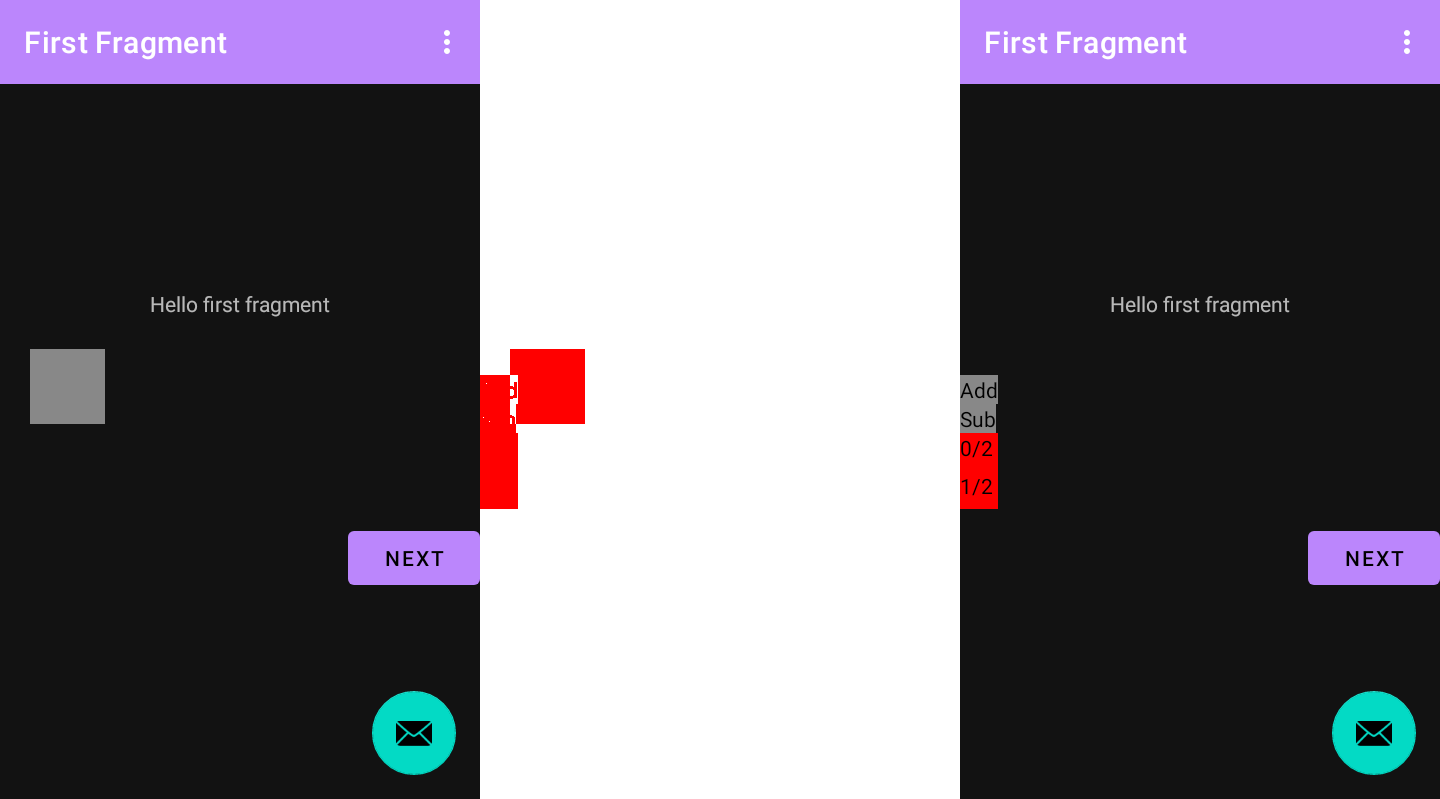 First Fragment
Hello first fragment
NEXT
d
First Fragment
Hello first fragment
Add
Sub
0/2
1/2
NEXT